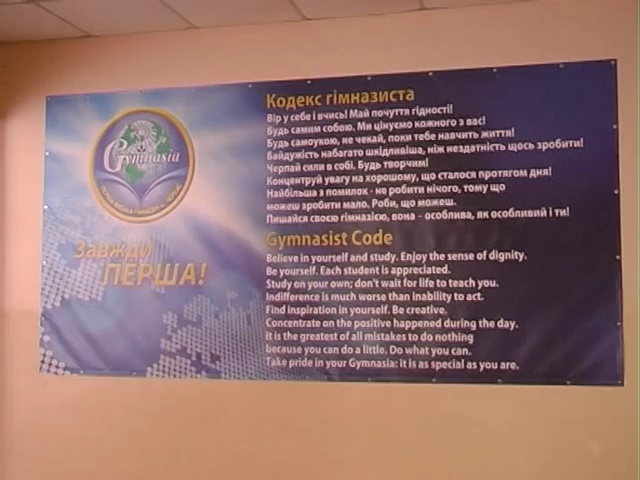 Gymnasia
Завжди
ПЕРША!
Кодекс гімназиста
Вір у себе і вчись! Май почуття гідності!
Будь самим собою. Ми цінуємо кожного з вас!
Будь самоукою, не чекай, поки тебе навчить життя!
Байдужість набагато шкідливіша, ніж нездатність щось зробити!
Черпай сили в собі. Будь творчим!
Концентруй увагу на хорошому, що сталося протягом дня!
Найбільша з помилок - не робити нічого, тому що
можеш зробити мало. Роби, що можеш.
Пишайся своєю гімназією, вона – особлива, як особливий і ти!
Gymnasist Code
Believe in yourself and study. Enjoy the sense of dignity.
Be yourself. Each student is appreciated.
Study on your own; don't wait for life to teach you.
Indifference is much worse than inability to act.
Find inspiration in yourself. Be creative.
Concentrate on the positive happened during the day.
It is the greatest of all mistakes to do nothing
because you can do a little. Do what you can.
Take pride in your Gymnasia: it is as special as you are.